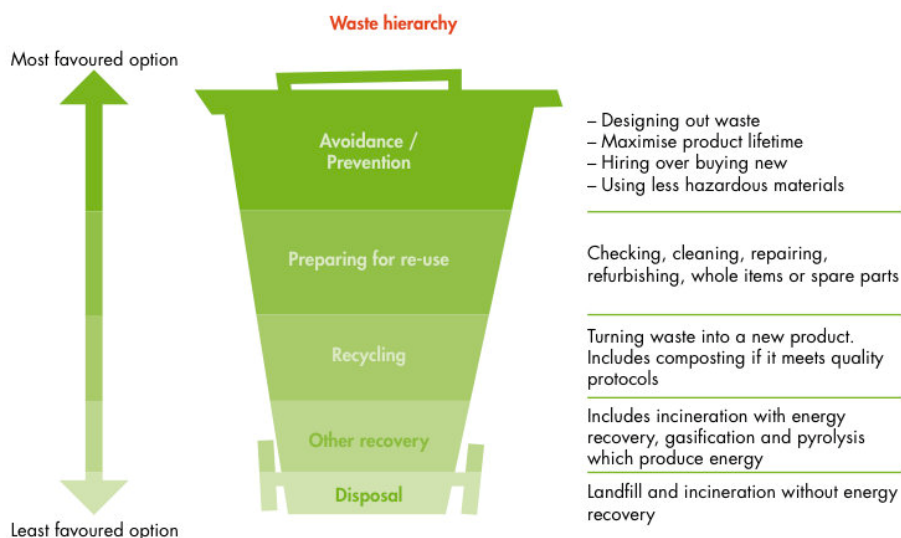 Waste hierarchy
Most favoured option
Avoidance /
Prevention
– Designing out waste
– Maximise product lifetime
– Hiring over buying new
– Using less hazardous materials
Preparing for re-use
Checking, cleaning, repairing,
refurbishing, whole items or spare parts
Recycling
Turning waste into a new product.
Includes composting if it meets quality
protocols
Other recovery
Includes incineration with energy
recovery, gasification and pyrolysis
which produce energy
Disposal
Landfill and incineration without energy
recovery
Least favoured option